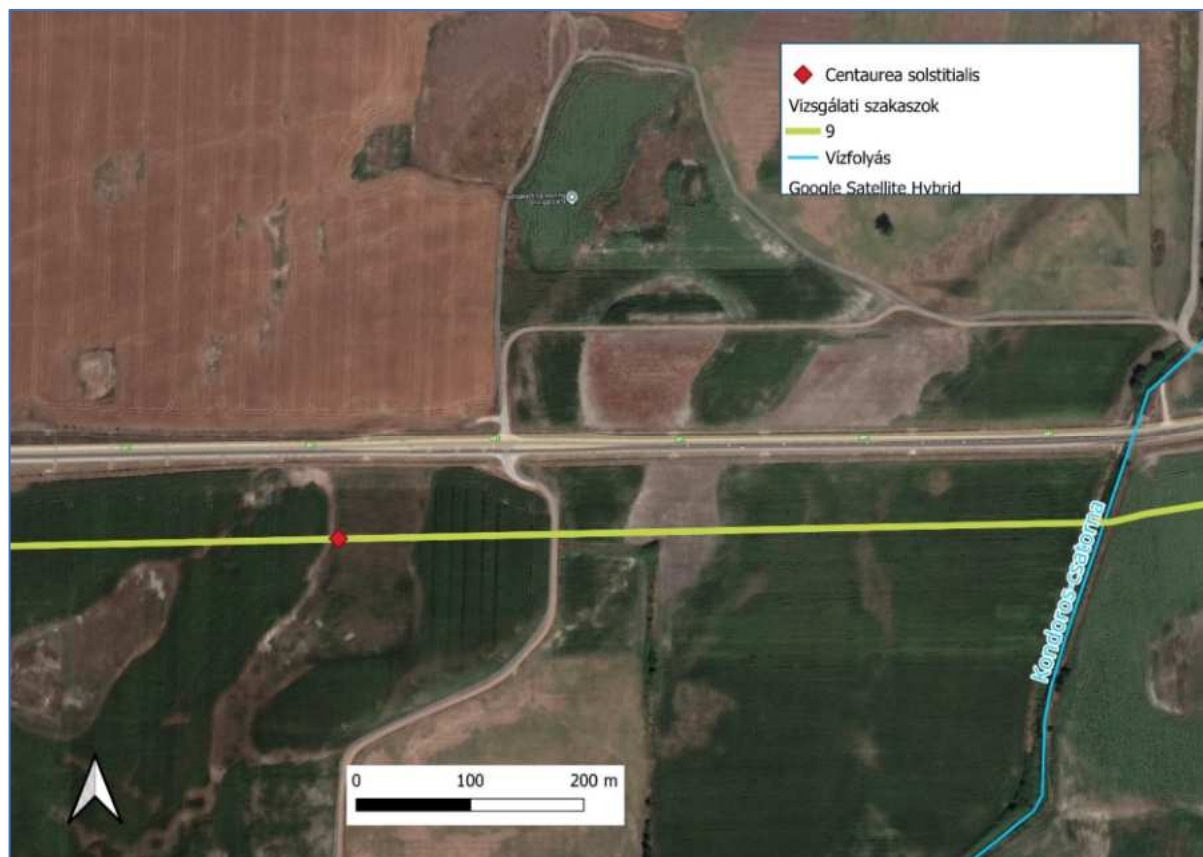 Centaurea solstitialis
Vizsgálati szakaszok
9
Vízfolyás
Google Satellite Hybrid
Kondoros-csatorna
0 100 200 m